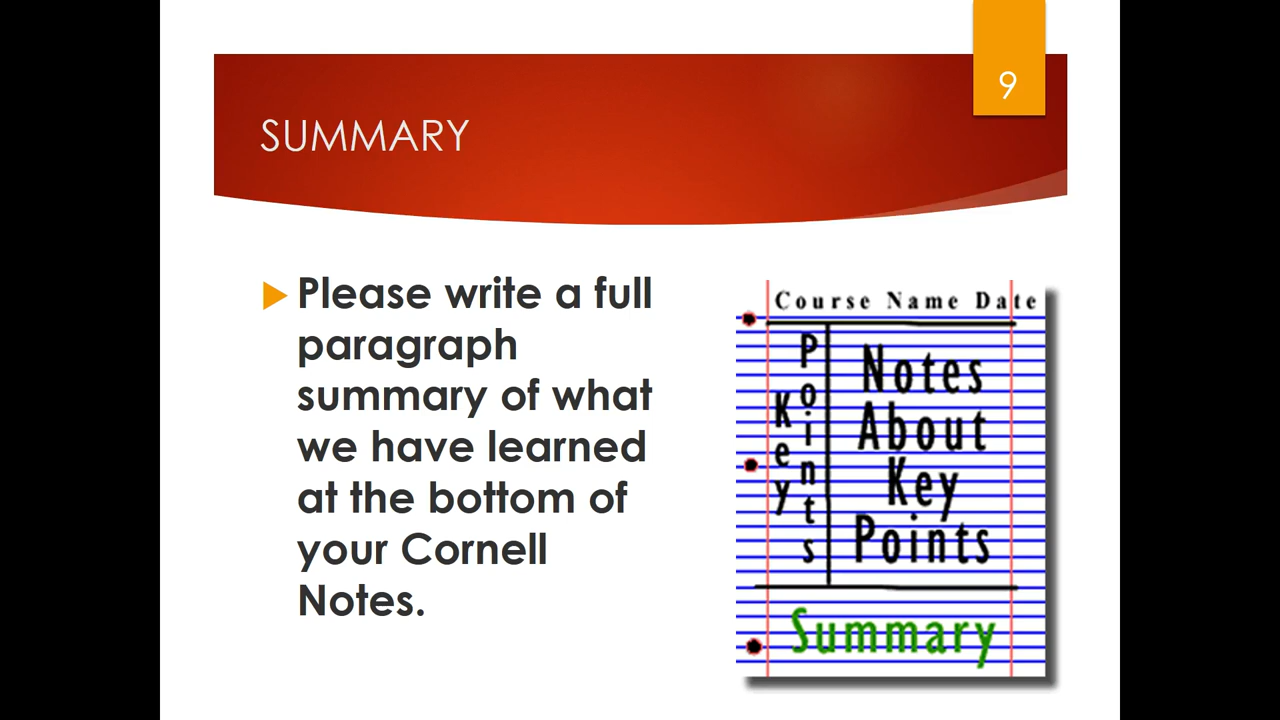 9
SUMMARY
Please write a full
paragraph
summary of what
we have learned
at the bottom of
your Cornell
Notes.
Course Name Date
Key Points
Notes
About
Key
Points
Summary